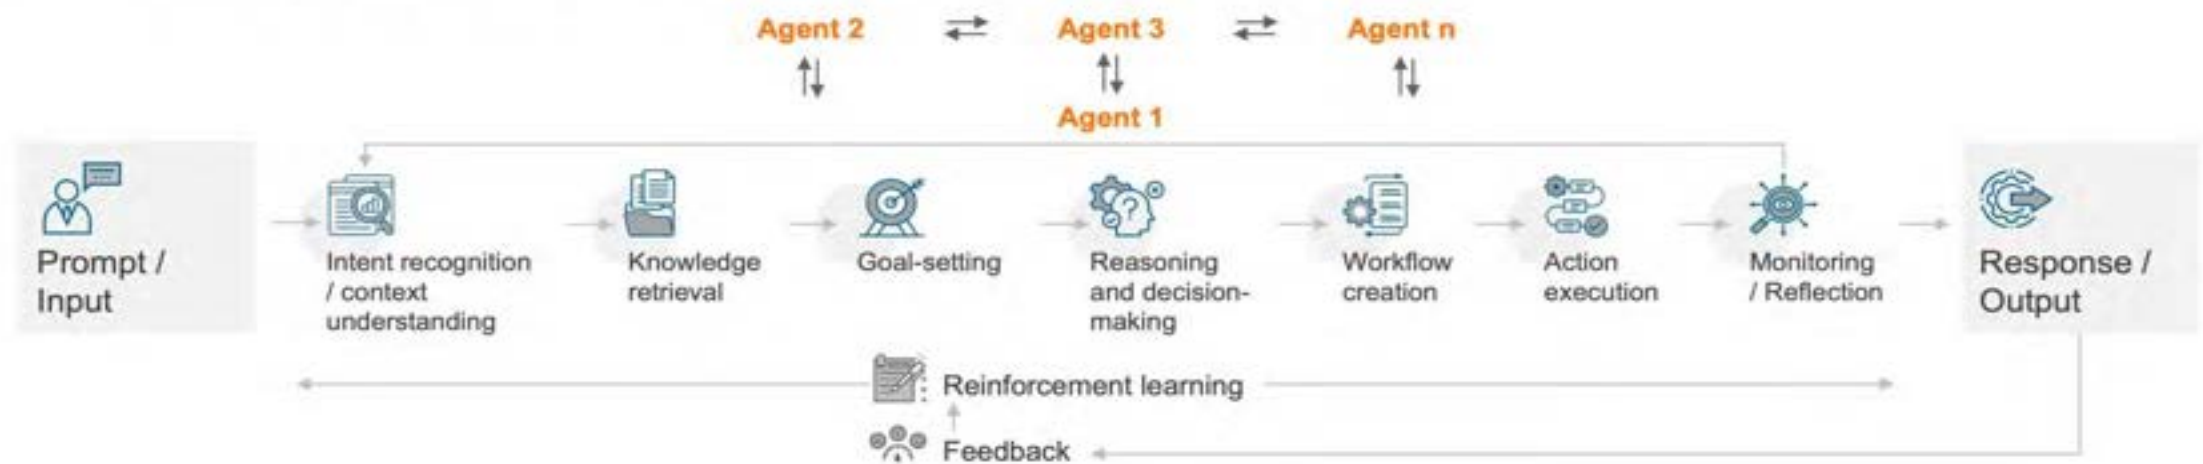 Agent 2
Agent 3
Agent n
Agent 1
Prompt /
Input
Intent recognition
/ context
understanding
Knowledge
retrieval
Goal-setting
Reasoning
and decision-
making
Workflow
creation
Action
execution
Monitoring
/ Reflection
Response /
Output
Reinforcement learning
Feedback